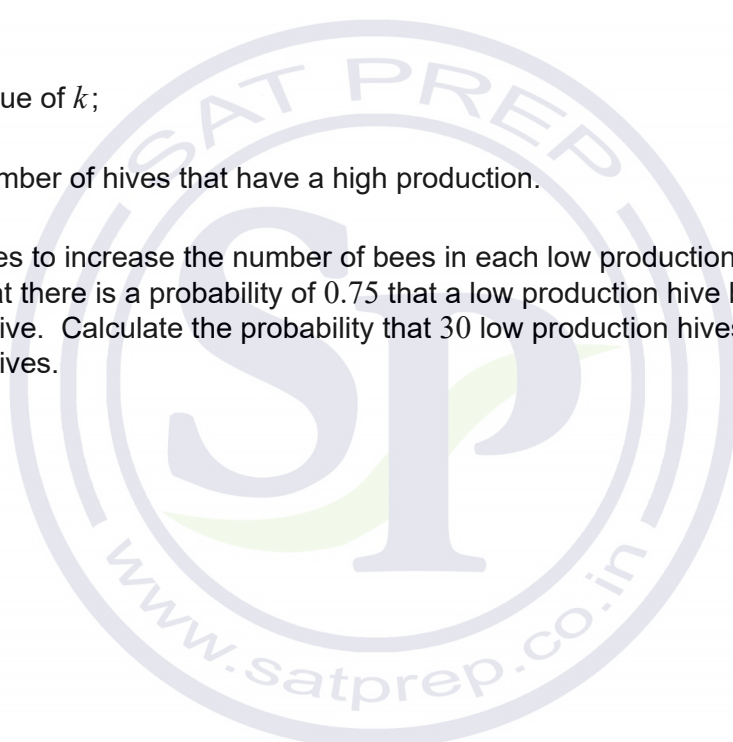 ue of k;
mber of hives that have a high production.
es to increase the number of bees in each low production
at there is a probability of 0.75 that a low production hive
ive. Calculate the probability that 30 low production hives
ives.
SAT PREP
SP
www.satprep.co.in